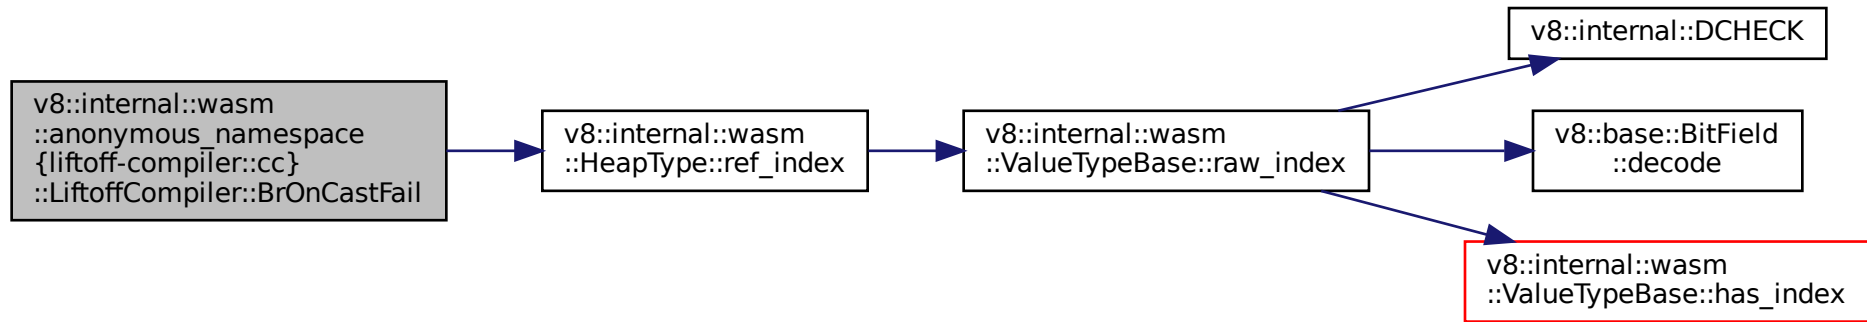 v8::internal::wasm
::anonymous_namespace
{liftoff-compiler::cc}
::LiftoffCompiler::BrOnCastFail
v8::internal::wasm
::HeapType::ref_index
v8::internal::wasm
::ValueTypeBase::raw_index
v8::internal::DCHECK
v8::base::BitField
::decode
v8::internal::wasm
::ValueTypeBase::has_index